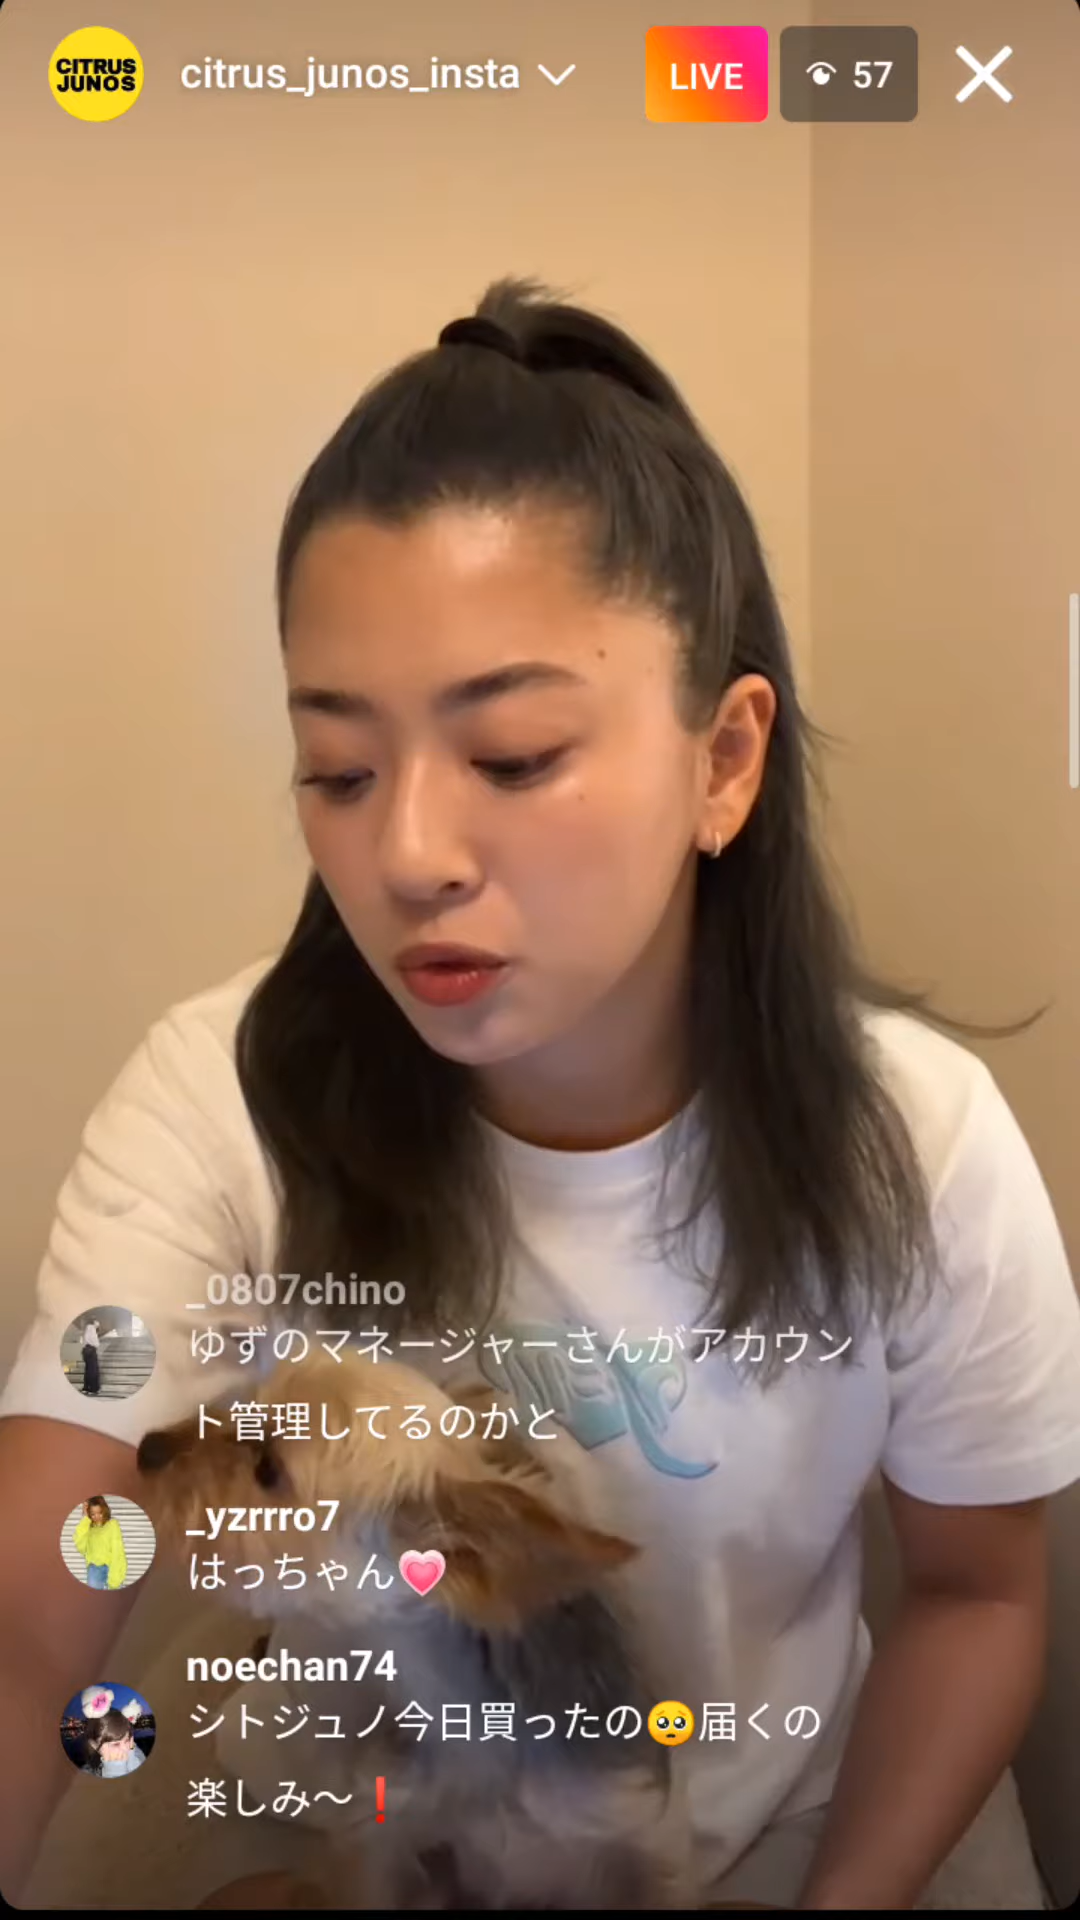 CITRUS
JUNOS
citrus_junos_insta
LIVE
57
_0807chino
ゆずのマネージャーさんがアカウン
ト管理してるのかと
_yzrrro7
はっちゃん💗
noechan74
シトジュノ今日買ったの🥺届くの
楽しみ〜❗